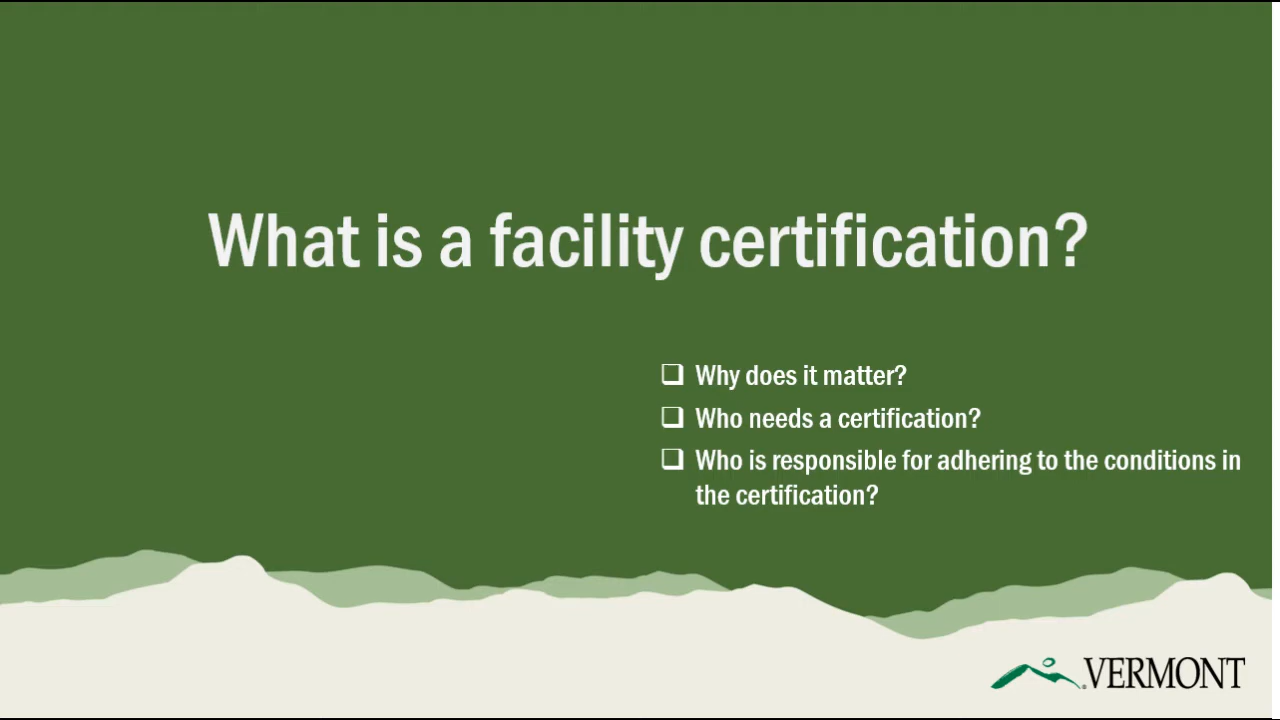 What is a facility certification?
❑ Why does it matter?
❑ Who needs a certification?
❑ Who is responsible for adhering to the conditions in
the certification?
VERMONT